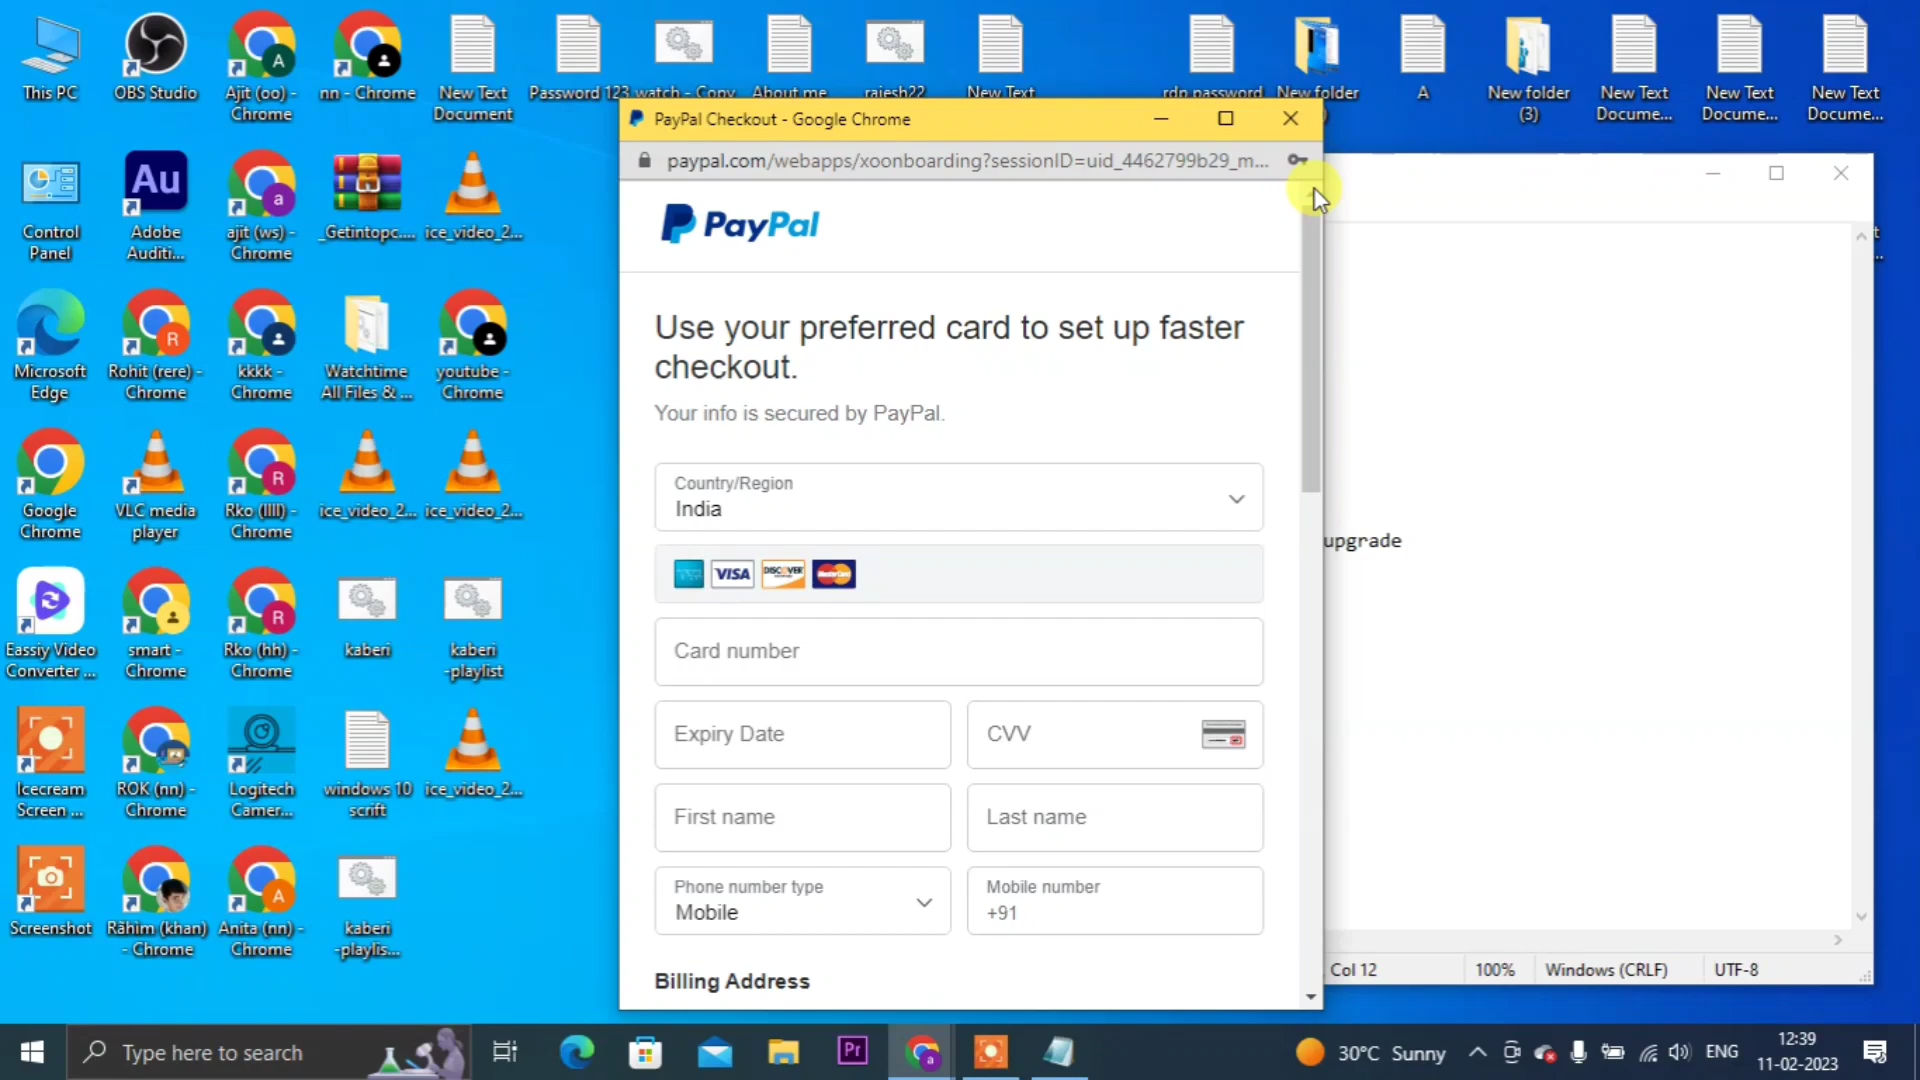 This PC
OBS Studio
Ajit (oo) -
Chrome
nn - Chrome
New Text
Document
Password 123
watch - Copy
About me
rajesh22
New Text
rdp password
New folder
A
New folder
(3)
New Text
Docume...
New Text
Docume...
New Text
Docume...
Control
Panel
Au
Adobe
Auditi...
ajit (ws) -
Chrome
_Getintopc....
ice_video_2...
Microsoft
Edge
Rohit (rere) -
Chrome
kkkk -
Chrome
Watchtime
All Files & ...
youtube -
Chrome
Google
Chrome
VLC media
player
Rko (llll) -
Chrome
ice_video_2...
ice_video_2...
Eassiy Video
Converter ...
smart -
Chrome
Rko (hh) -
Chrome
kaberi
kaberi
-playlist
Icecream
Screen ...
ROK (nn) -
Chrome
Logitech
Camer...
windows 10
scrift
ice_video_2...
Screenshot
Rãhim (khan)
- Chrome
Anita (nn) -
Chrome
kaberi
-playlis...
PayPal Checkout - Google Chrome
paypal.com/webapps/xoonboarding?sessionID=uid_4462799b29_m...
PayPal
Use your preferred card to set up faster
checkout.
Your info is secured by PayPal.
Country/Region
India
VISA DISCOVER MasterCard
Card number
Expiry Date
CVV
First name
Last name
Phone number type
Mobile
Mobile number
+91
Billing Address
upgrade
Col 12
100%
Windows (CRLF)
UTF-8
Type here to search
Pr
30°C Sunny
ENG
12:39
11-02-2023